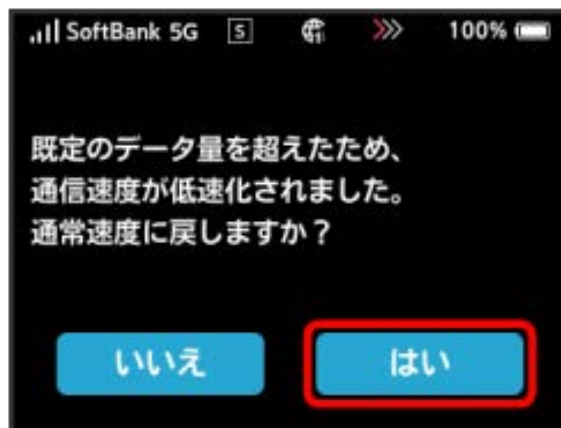 SoftBank 5G S 100%
既定のデータ量を超えたため、
通信速度が低速化されました。
通常速度に戻しますか？
いいえ はい